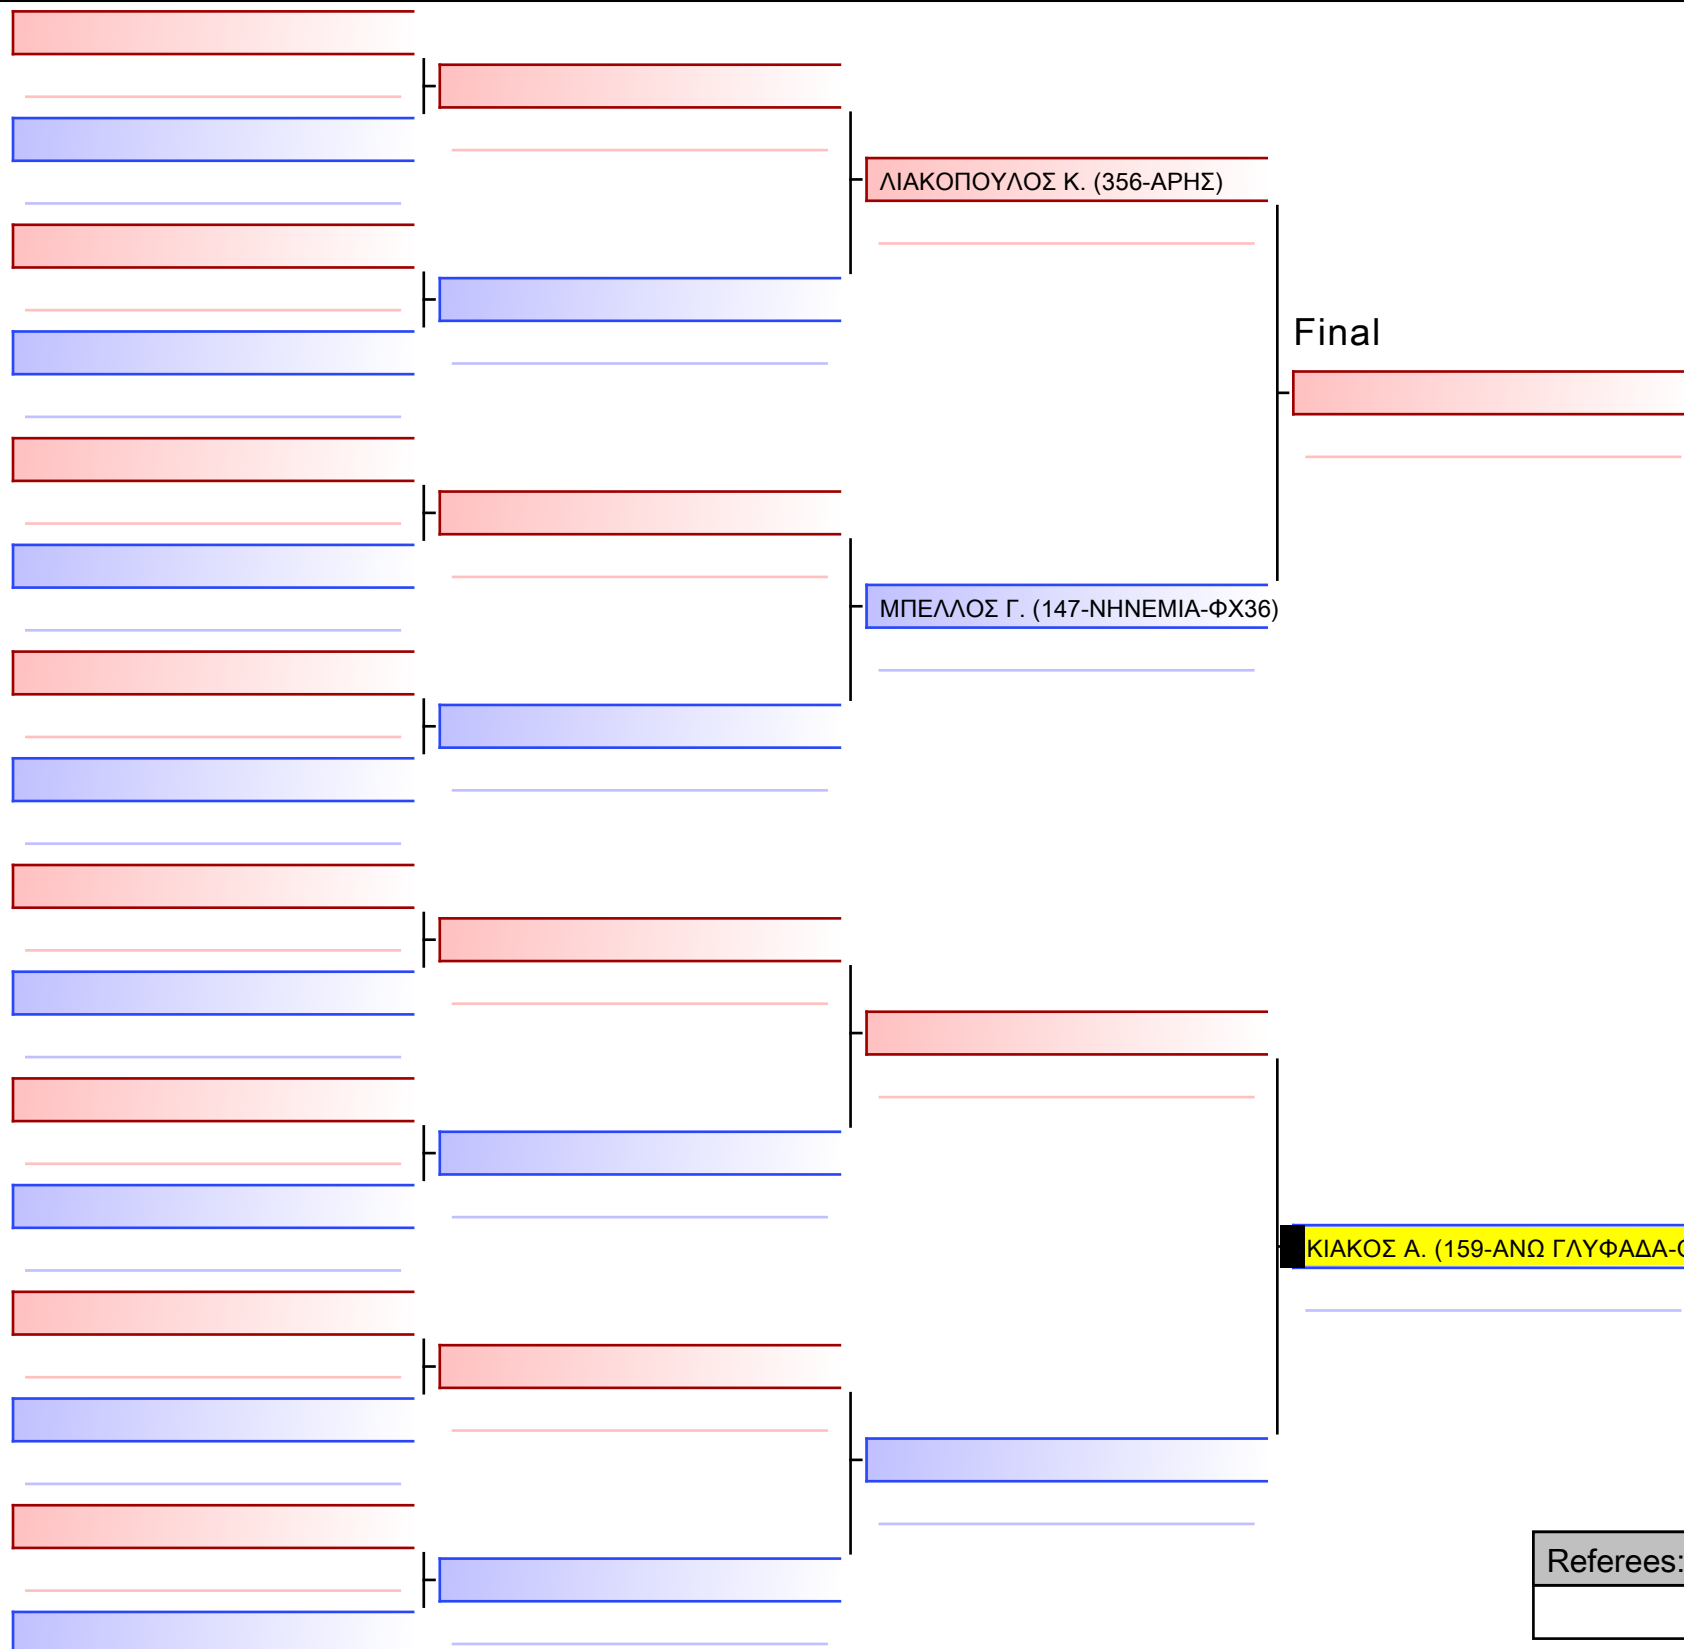 ΛΙΑΚΟΠΟΥΛΟΣ Κ. (356-ΑΡΗΣ)
Final
ΜΠΕΛΛΟΣ Γ. (147-ΝΗΝΕΜΙΑ-ΦΧ36)
ΚΙΑΚΟΣ Α. (159-ΑΝΩ ΓΛΥΦΑΔΑ-
Referees: